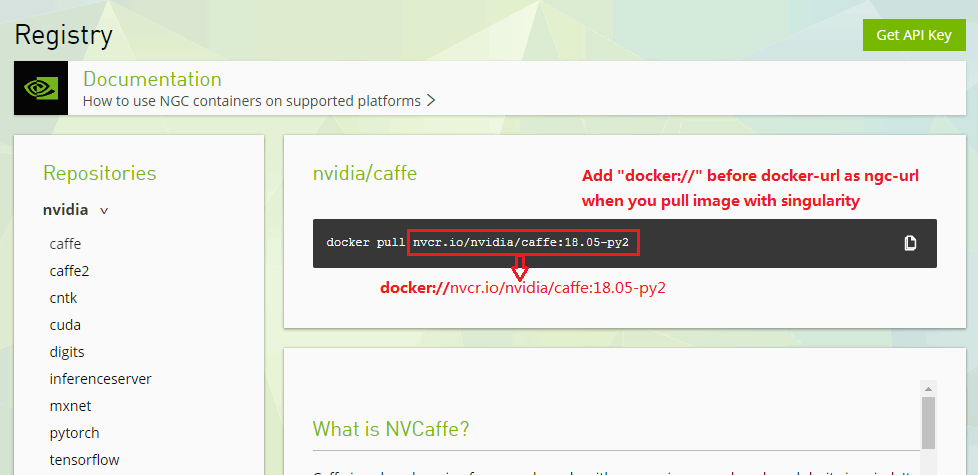 Registry
Get API Key
Documentation
How to use NGC containers on supported platforms
Repositories
nvidia
caffe
caffe2
cntk
cuda
digits
inferenceserver
mxnet
pytorch
tensorflow
nvidia/caffe
Add "docker://" before docker-url as ngc-url
when you pull image with singularity
docker pull nvcr.io/nvidia/caffe:18.05-py2
docker://nvcr.io/nvidia/caffe:18.05-py2
What is NVCaffe?